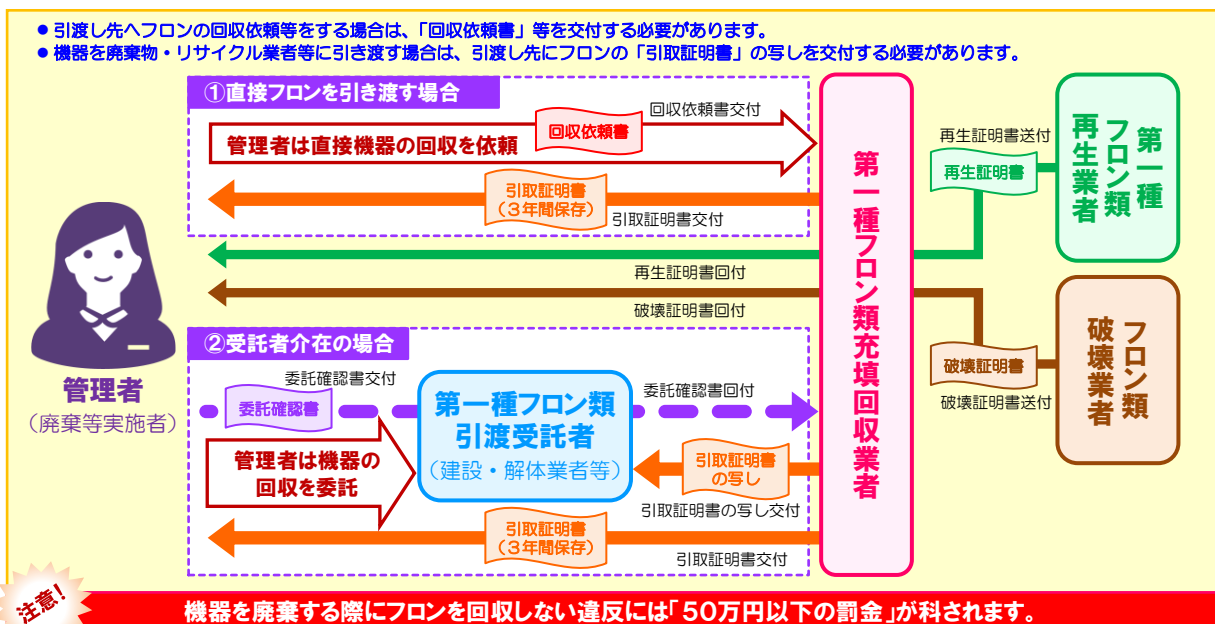 ● 引渡し先へフロンの回収依頼等をする場合は、「回収依頼書」等を交付する必要があります。
● 機器を廃棄物・リサイクル業者等に引き渡す場合は、引渡し先にフロンの「引取証明書」の写しを交付する必要があります。
①直接フロンを引き渡す場合
回収依頼書交付
回収依頼書
管理者は直接機器の回収を依頼
引取証明書
(3年間保存)
引取証明書交付
再生証明書回付
破壊証明書回付
管理者
(廃棄等実施者)
②受託者介在の場合
委託確認書交付
委託確認書
第一種フロン類
引渡受託者
(建設・解体業者等)
委託確認書回付
管理者は機器の
回収を委託
引取証明書
の写し
引取証明書の写し交付
引取証明書
(3年間保存)
引取証明書交付
第一種フロン類充填回収業者
再生証明書送付
再生証明書
第一種
フロン類
再生業者
破壊証明書
破壊証明書送付
フロン類
破壊業者
注意!
機器を廃棄する際にフロンを回収しない違反には「50万円以下の罰金」が科されます。